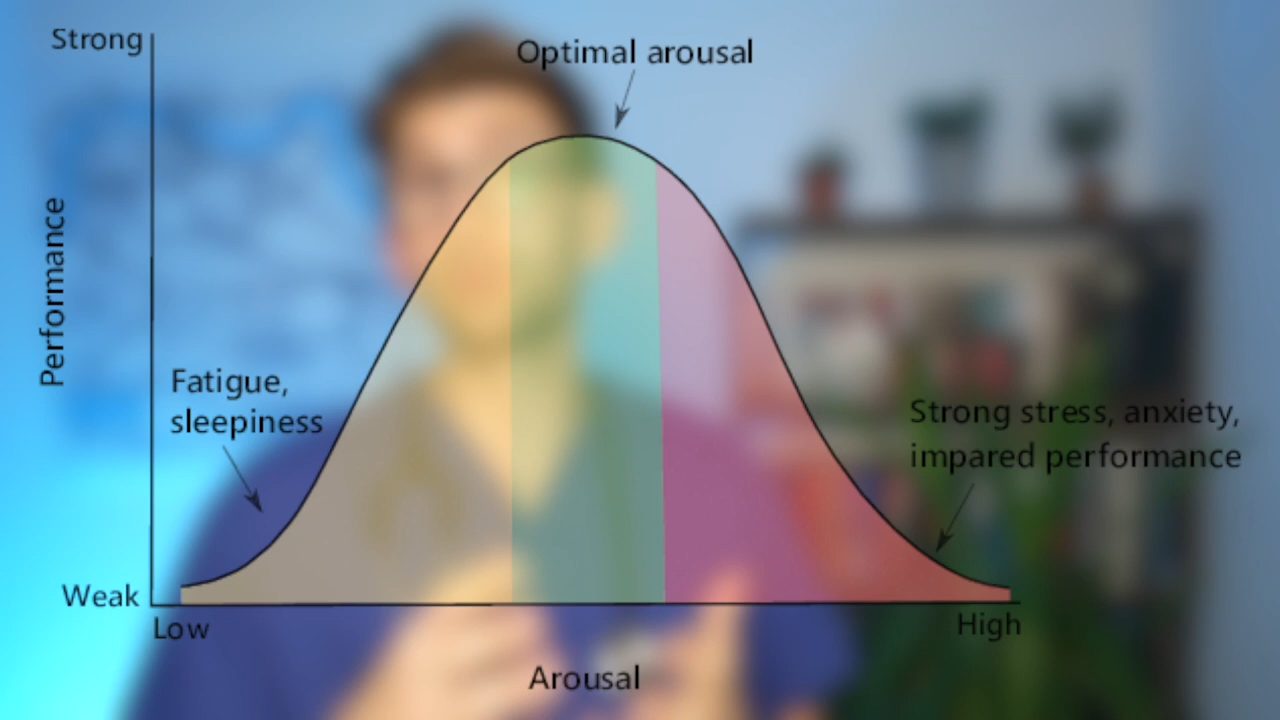 Strong
Optimal arousal
Performance
Fatigue,
sleepiness
Strong stress, anxiety,
impared performance
Weak
Low
High
Arousal